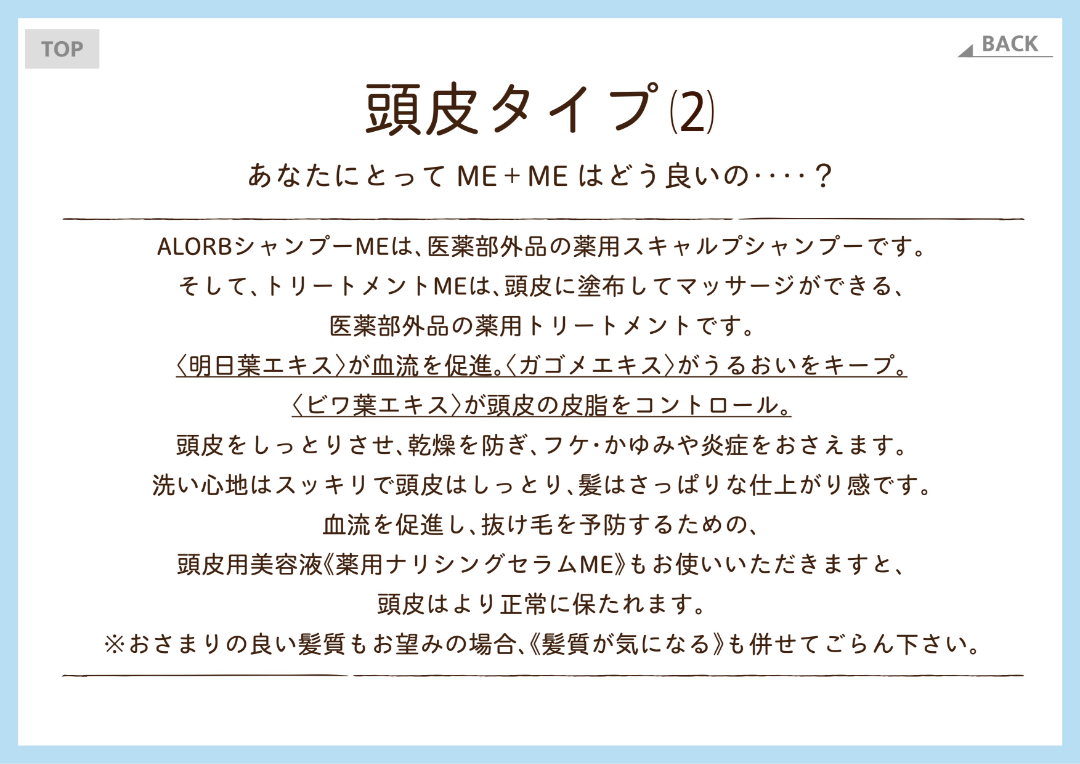 TOP
BACK
頭皮タイプ(2)
あなたにとって ME+ME はどう良いの‥‥?
ALORBシャンプーMEは、医薬部外品の薬用スキャルプシャンプーです。
そして、トリートメントMEは、頭皮に塗布してマッサージができる、
医薬部外品の薬用トリートメントです。
〈明日葉エキス〉が血流を促進。〈ガゴメエキス〉がうるおいをキープ。
〈ビワ葉エキス〉が頭皮の皮脂をコントロール。
頭皮をしっとりさせ、乾燥を防ぎ、フケ・かゆみや炎症をおさえます。
洗い心地はスッキリで頭皮はしっとり、髪はさっぱりな仕上がり感です。
血流を促進し、抜け毛を予防するための、
頭皮用美容液《薬用ナリシングセラムME》もお使いいただきますと、
頭皮はより正常に保たれます。
※おさまりの良い髪質もお望みの場合、《髪質が気になる》も併せてごらん下さい。